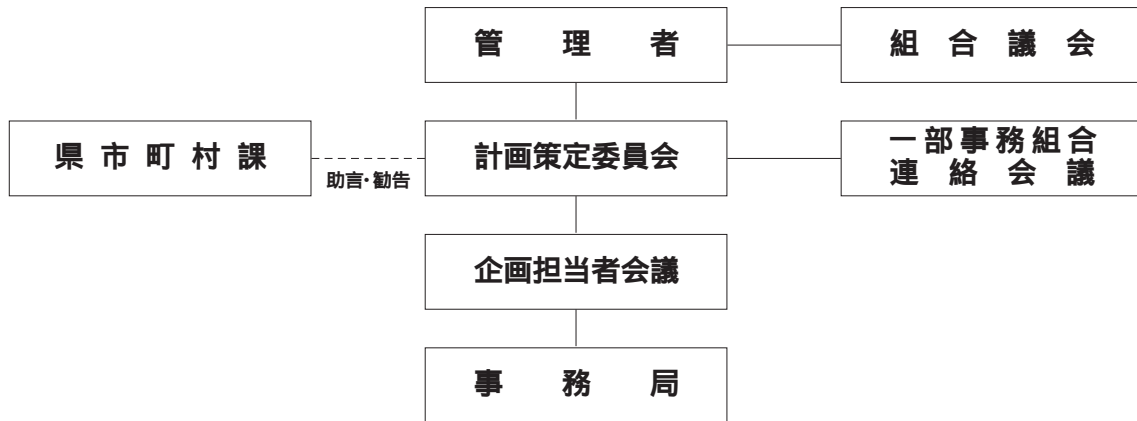 管理者
組合議会
県市町村課
助言・勧告
計画策定委員会
一部事務組合
連絡会議
企画担当者会議
事務局